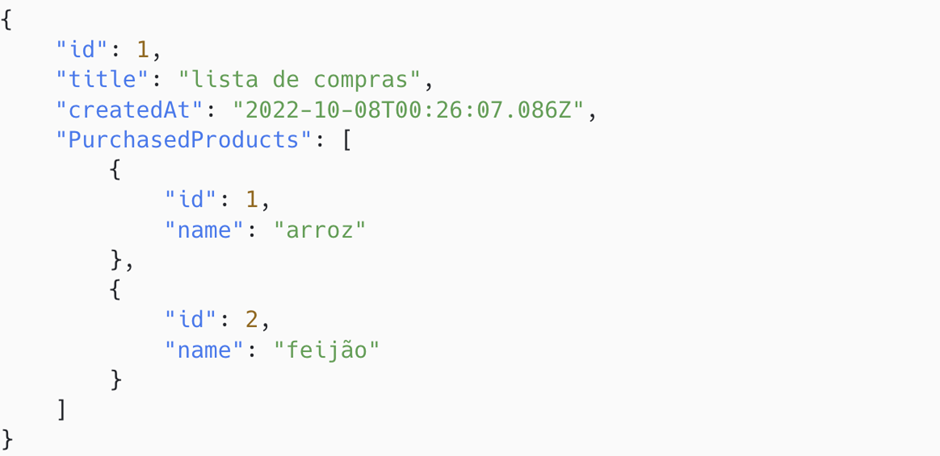 {
    "id": 1,
    "title": "lista de compras",
    "createdAt": "2022-10-08T00:26:07.086Z",
    "PurchasedProducts": [
        {
            "id": 1,
            "name": "arroz"
        },
        {
            "id": 2,
            "name": "feijão"
        }
    ]
}